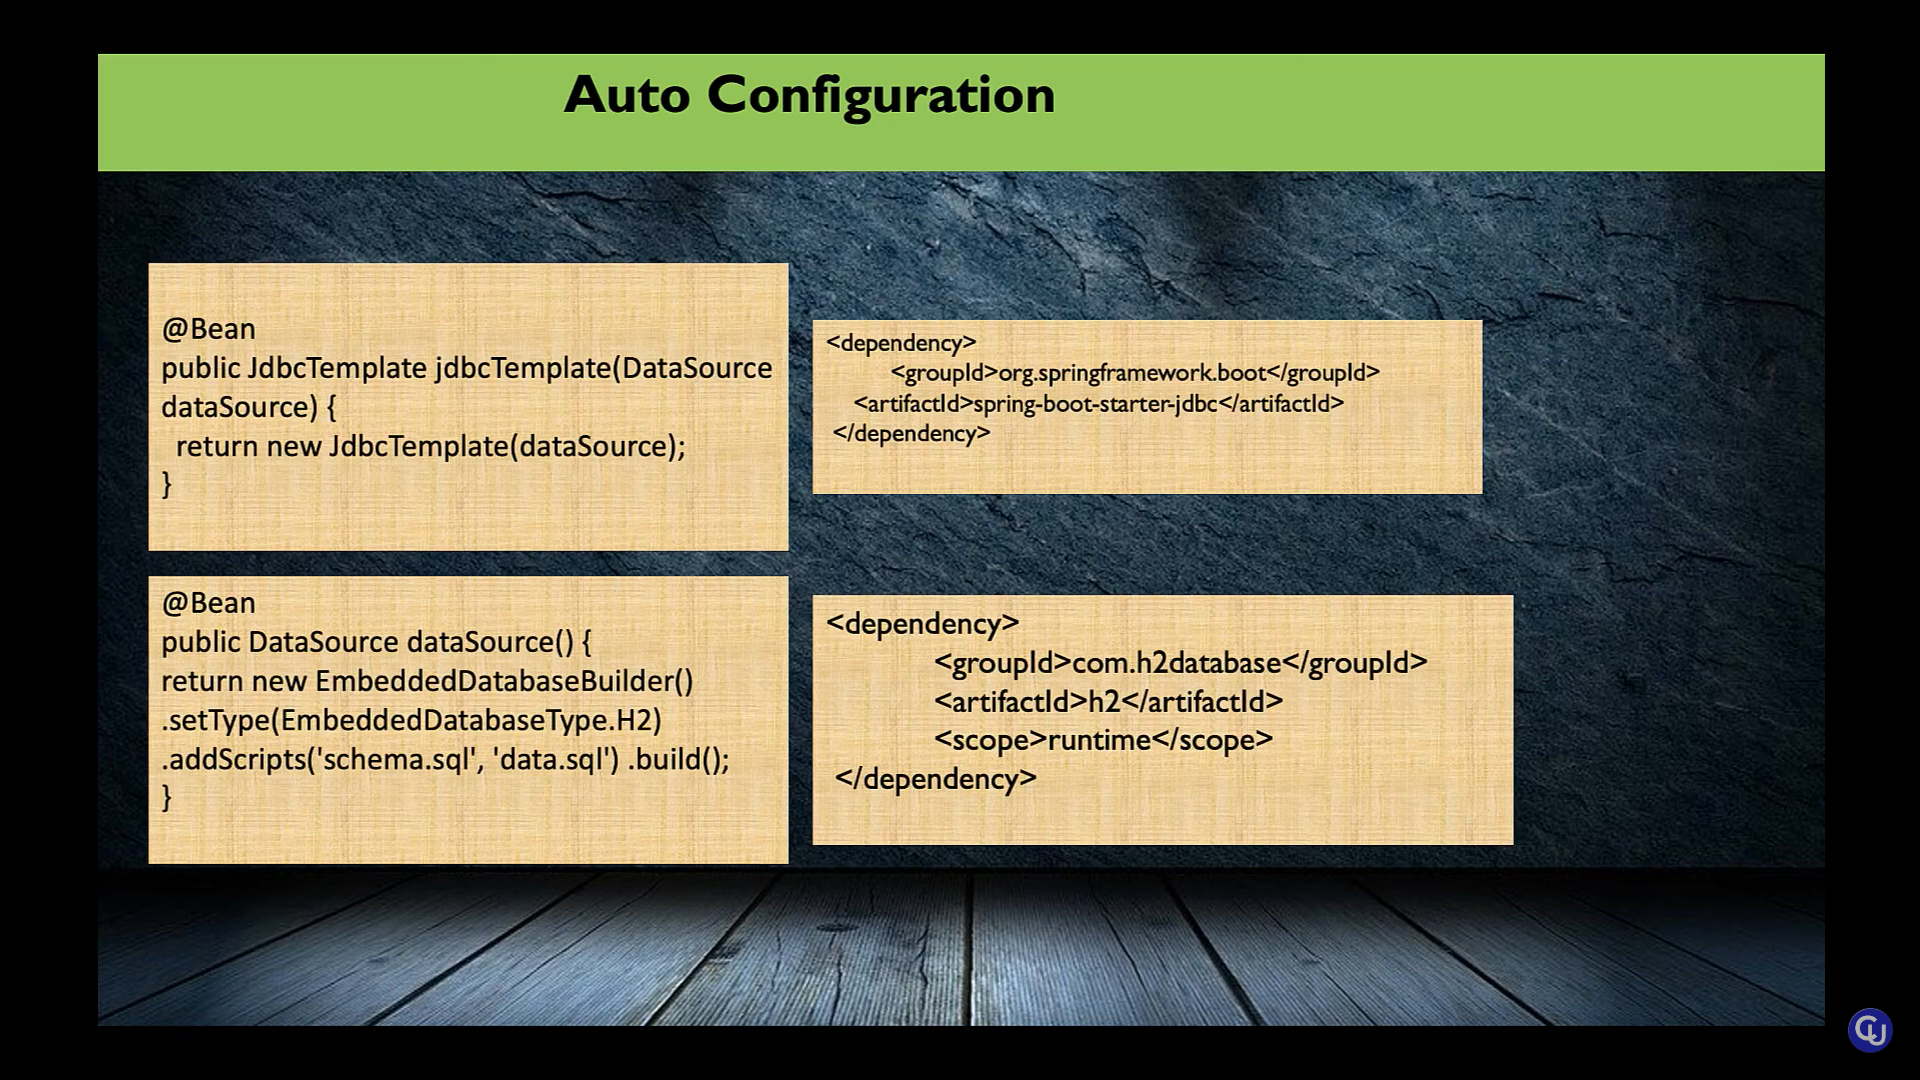 Auto Configuration
@Bean
public JdbcTemplate jdbcTemplate(DataSource
dataSource) {
return new JdbcTemplate(dataSource);
}
<dependency>
<groupId>org.springframework.boot</groupId>
<artifactId>spring-boot-starter-jdbc</artifactId>
</dependency>
@Bean
public DataSource dataSource() {
return new EmbeddedDatabaseBuilder()
.setType(EmbeddedDatabaseType.H2)
.addScripts('schema.sql', 'data.sql') .build();
}
<dependency>
<groupId>com.h2database</groupId>
<artifactId>h2</artifactId>
<scope>runtime</scope>
</dependency>